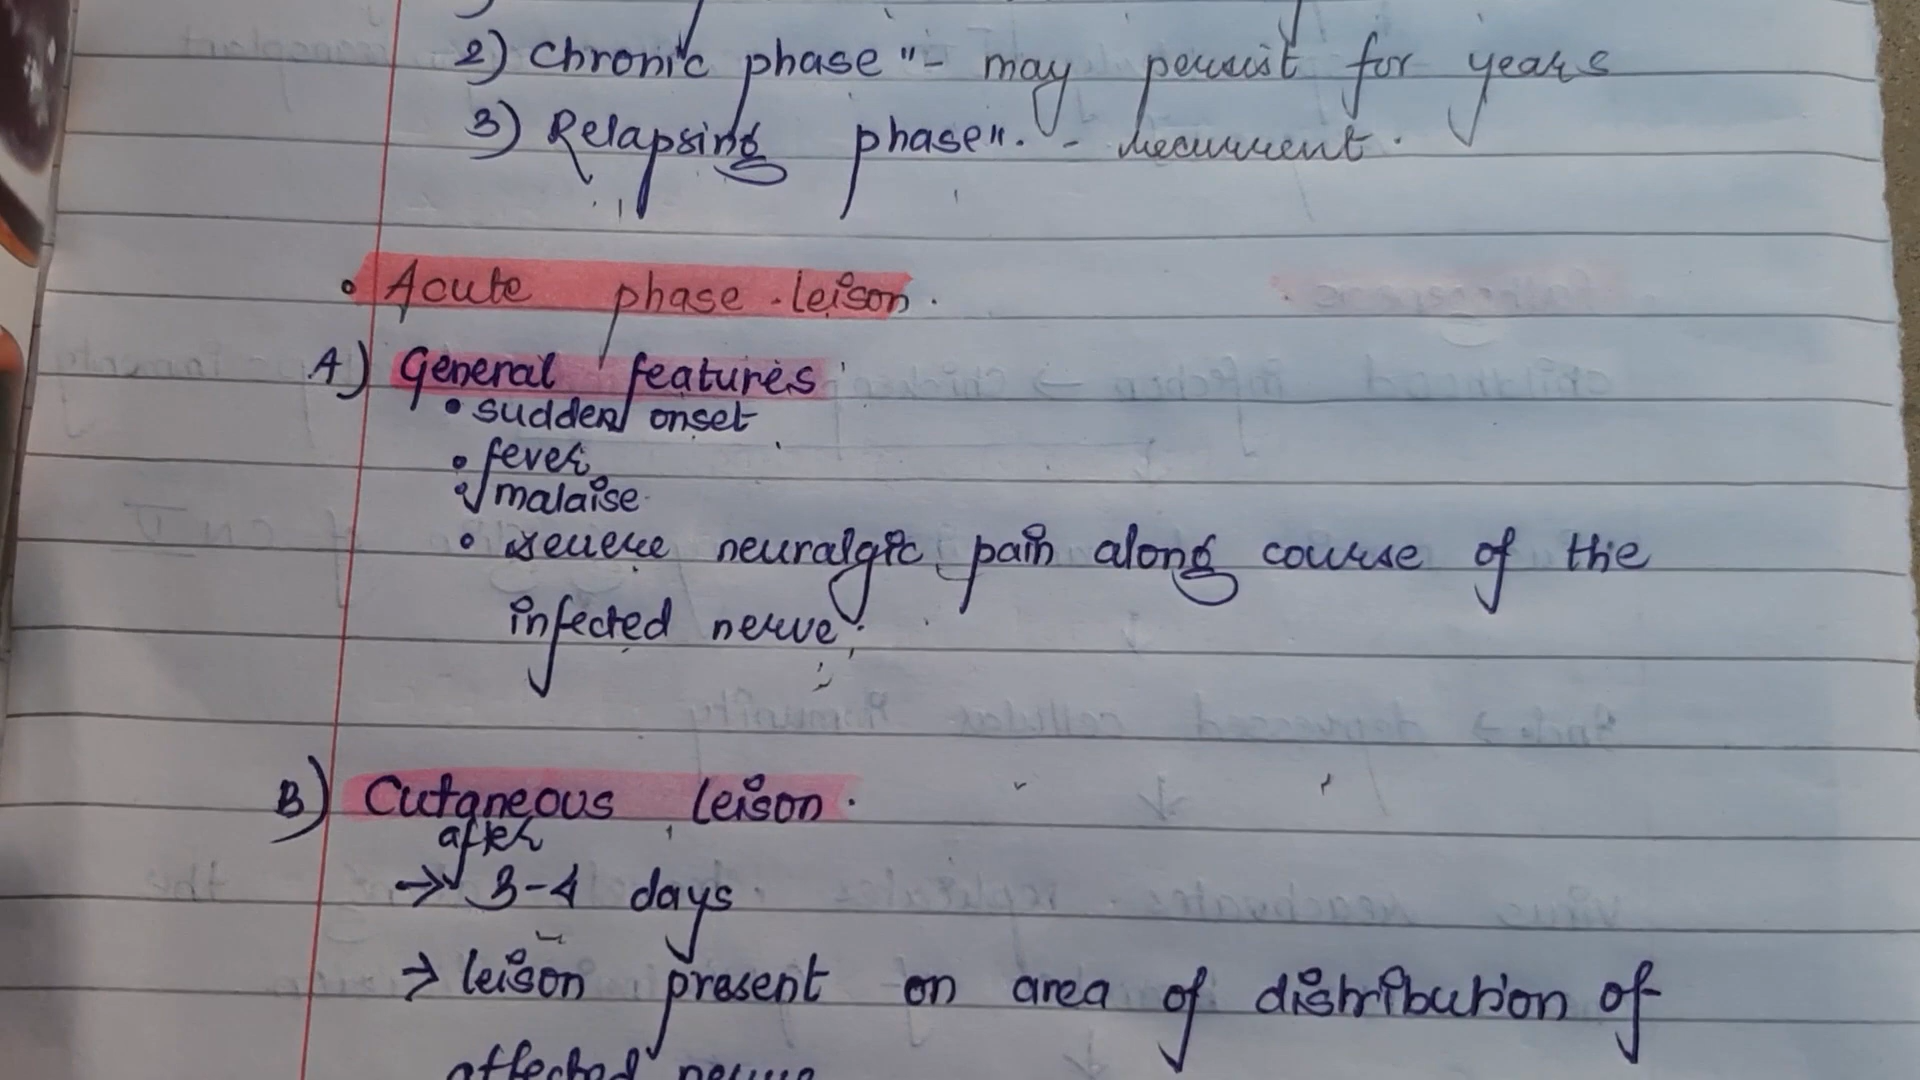 2) Chronic phase "- may persist for years
3) Relapsing phase". - recurrent.
• Acute phase leison.
A) General features
• sudden onset
• fever
• malaise
• severe neuralgic pain along course of the
infected nerve.
B) Cutaneous leison.
after
→ 3-4 days
→ leison present on area of distribution of
affected nerve